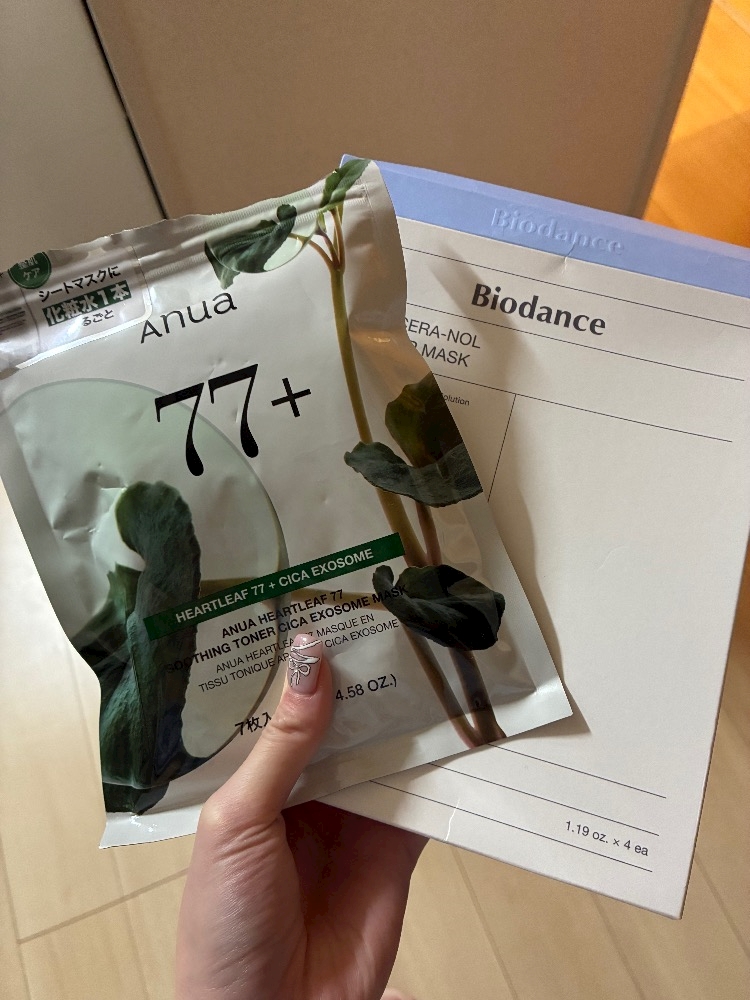 ケア
シートマスクに
化粧水1本
るごと
Anua
77+
HEARTLEAF 77 + CICA EXOSOME
ANUA HEARTLEAF 77
SOOTHING TONER CICA EXOSOME MASK
ANUA HEARTLEAF 77 MASQUE EN
TISSU TONIQUE CICA EXOSOME
7枚入
4.58 OZ.)
Biodance
Biodance
CERA-NOL
MASK
1.19 oz. × 4 ea